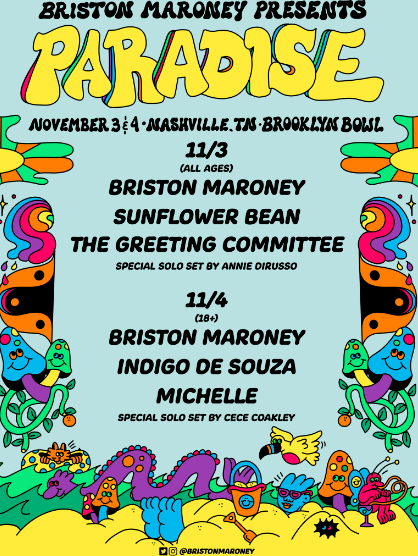 BRISTON MARONEY PRESENTS
PARADISE
NOVEMBER 3 & 4 • NASHVILLE, TN • BROOKLYN BOWL
11/3
(ALL AGES)
BRISTON MARONEY
SUNFLOWER BEAN
THE GREETING COMMITTEE
SPECIAL SOLO SET BY ANNIE DIRUSSO
11/4
(18+)
BRISTON MARONEY
INDIGO DE SOUZA
MICHELLE
SPECIAL SOLO SET BY CECE COAKLEY
@BRISTONMARONEY